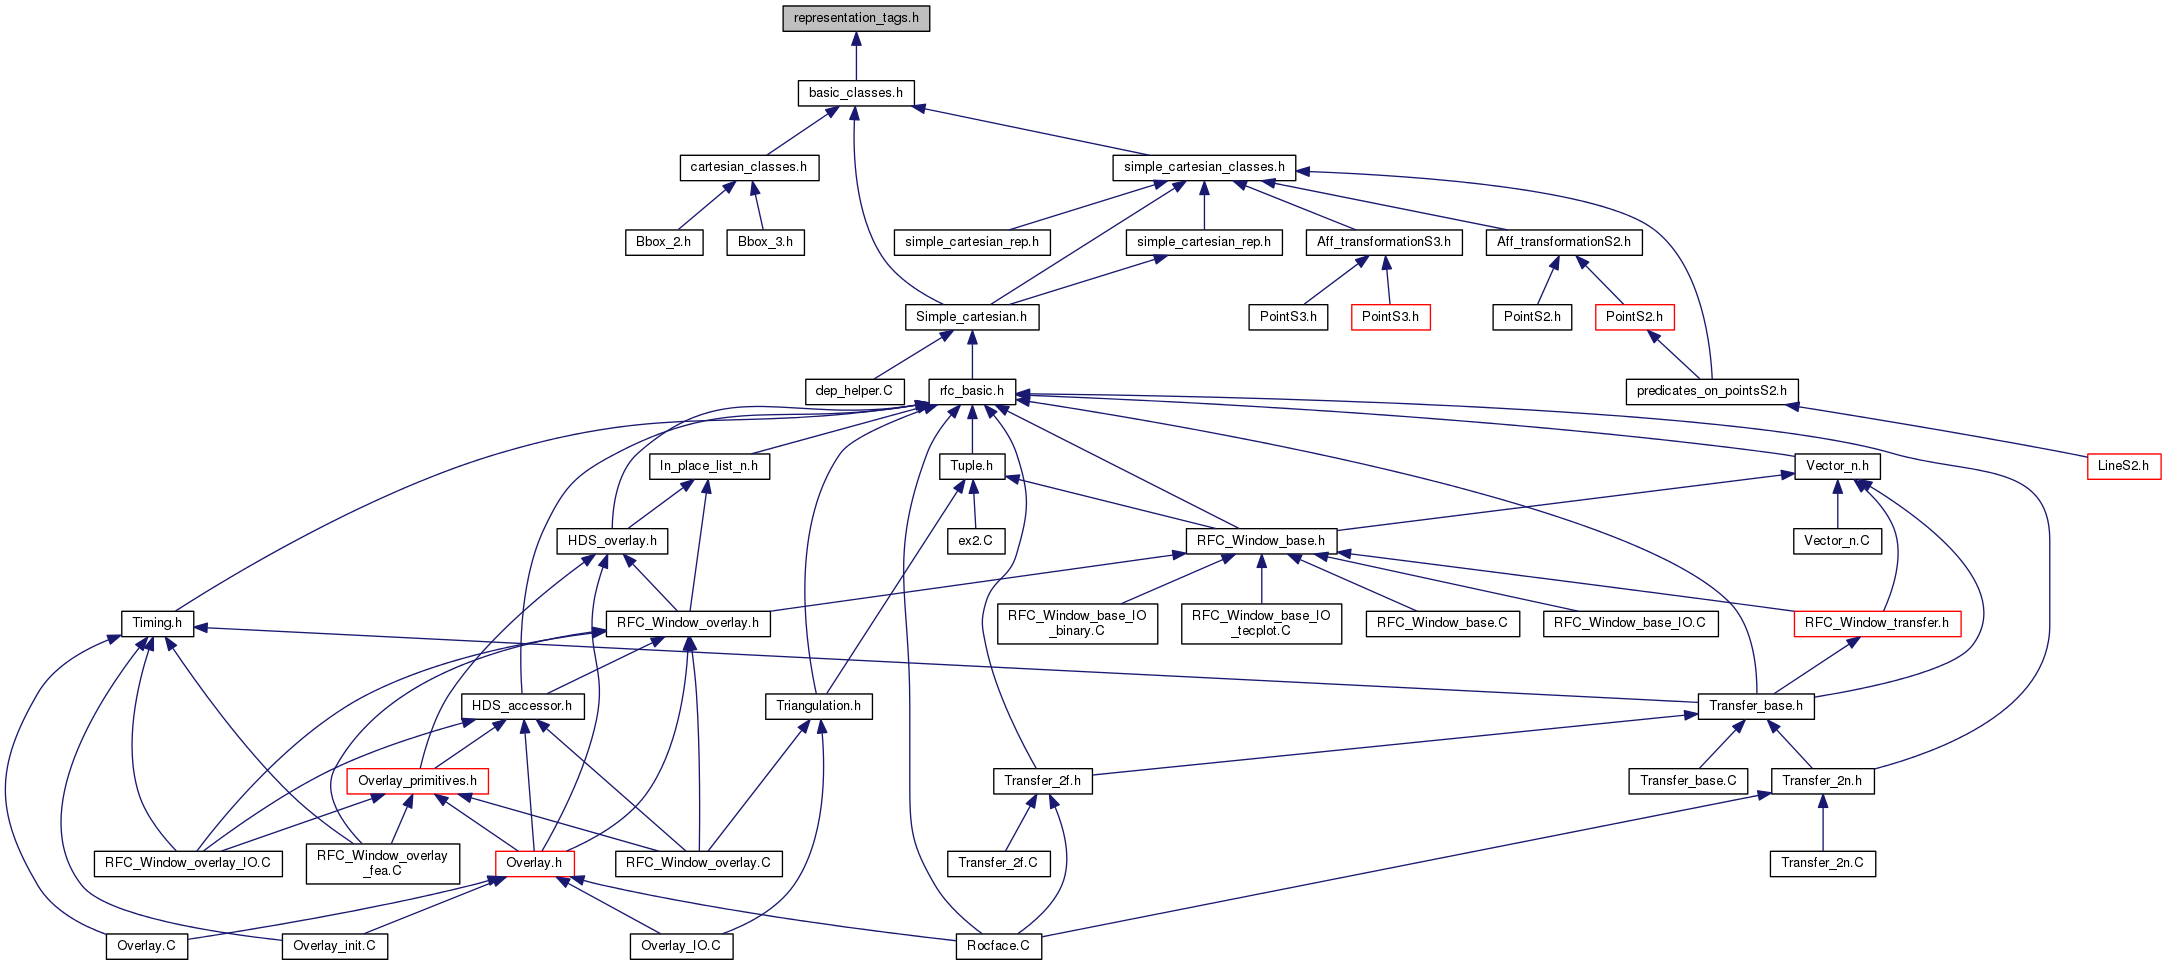 representation_tags.h
basic_classes.h
cartesian_classes.h
simple_cartesian_classes.h
Bbox_2.h
Bbox_3.h
simple_cartesian_rep.h
simple_cartesian_rep.h
Aff_transformationS3.h
Aff_transformationS2.h
Simple_cartesian.h
PointS3.h
PointS3.h
PointS2.h
PointS2.h
dep_helper.C
rfc_basic.h
predicates_on_pointsS2.h
In_place_list_n.h
Tuple.h
Vector_n.h
LineS2.h
HDS_overlay.h
ex2.C
RFC_Window_base.h
Vector_n.C
Timing.h
RFC_Window_overlay.h
RFC_Window_base_IO
_binary.C
RFC_Window_base_IO
_tecplot.C
RFC_Window_base.C
RFC_Window_base_IO.C
RFC_Window_transfer.h
HDS_accessor.h
Triangulation.h
Transfer_base.h
Overlay_primitives.h
Transfer_2f.h
Transfer_base.C
Transfer_2n.h
RFC_Window_overlay_IO.C
RFC_Window_overlay
_fea.C
Overlay.h
RFC_Window_overlay.C
Transfer_2f.C
Transfer_2n.C
Overlay.C
Overlay_init.C
Overlay_IO.C
Rocface.C